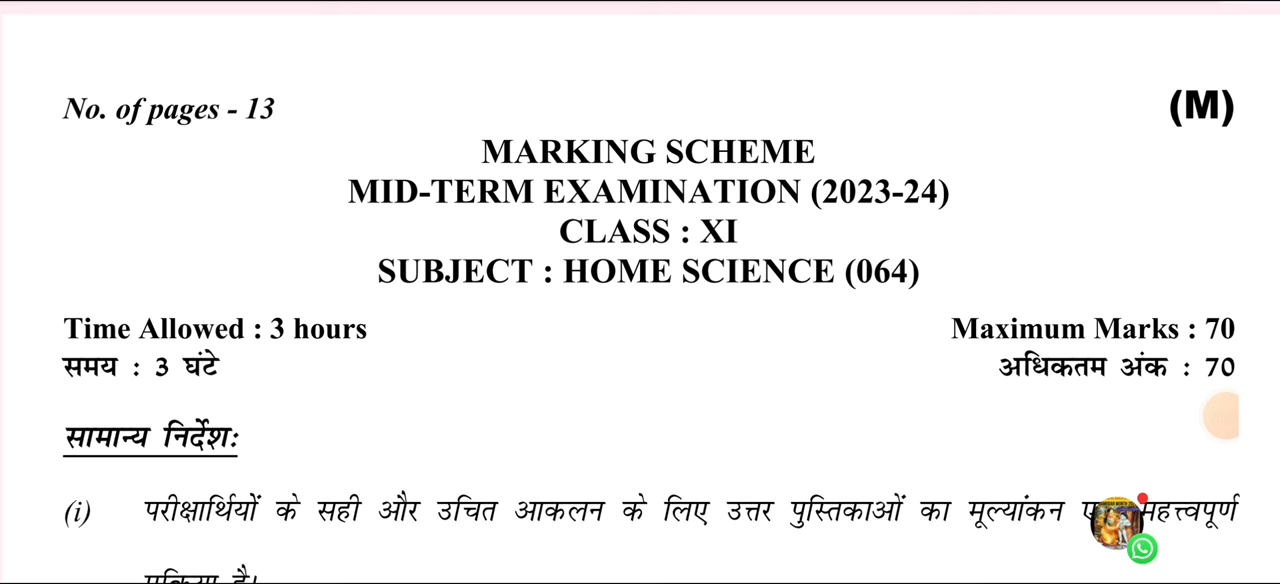 No. of pages - 13
(M)
MARKING SCHEME
MID-TERM EXAMINATION (2023-24)
CLASS : XI
SUBJECT : HOME SCIENCE (064)
Time Allowed : 3 hours Maximum Marks : 70
समय : 3 घंटे अधिकतम अंक : 70
सामान्य निर्देशः
(i) परीक्षार्थियों के सही और उचित आकलन के लिए उत्तर पुस्तिकाओं का मूल्यांकन महत्त्वपूर्ण
प्रक्रिया है।